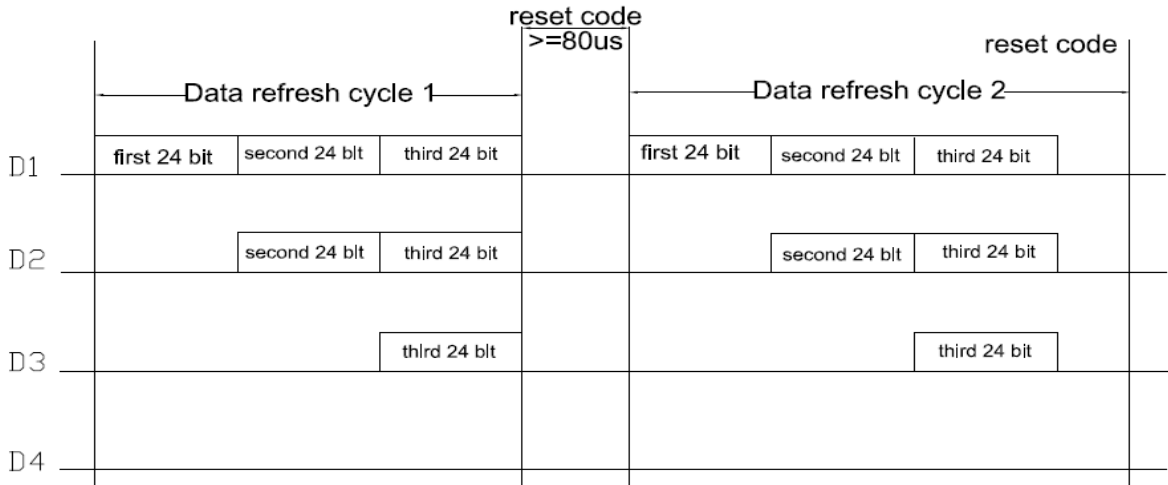 reset code
>=80us
reset code
Data refresh cycle 1
Data refresh cycle 2
D1 first 24 bit second 24 blt third 24 bit first 24 bit second 24 blt third 24 bit
D2 second 24 blt third 24 bit second 24 blt third 24 bit
D3 thlrd 24 blt third 24 bit
D4